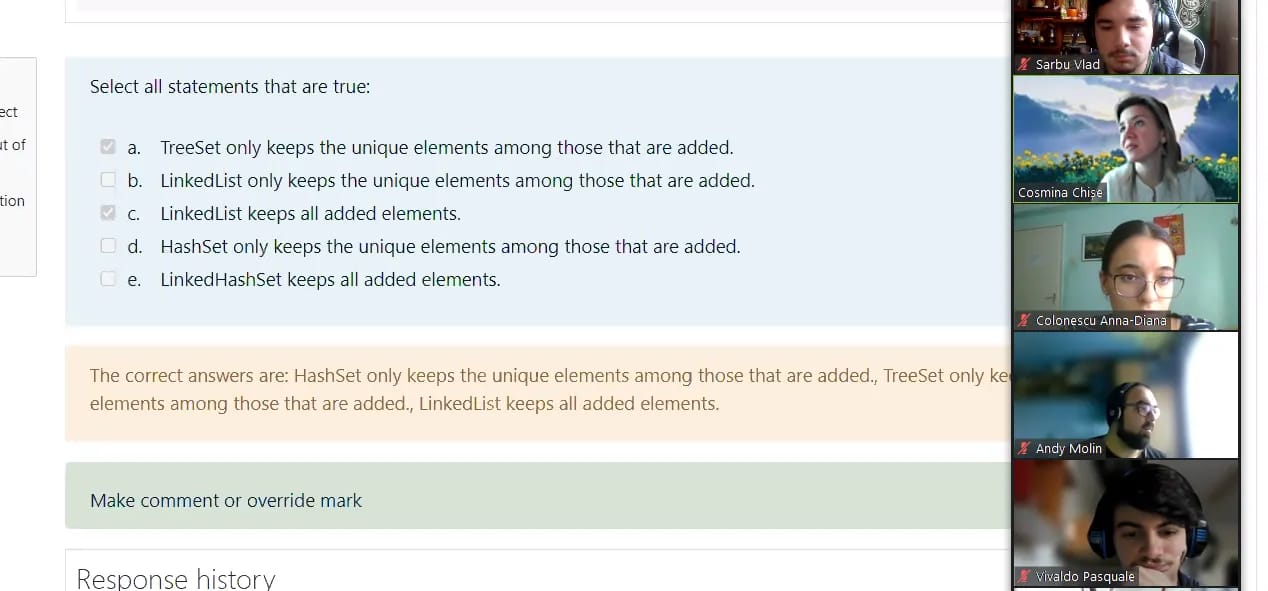 Select all statements that are true:
a. TreeSet only keeps the unique elements among those that are added.
b. LinkedList only keeps the unique elements among those that are added.
c. LinkedList keeps all added elements.
d. HashSet only keeps the unique elements among those that are added.
e. LinkedHashSet keeps all added elements.
ect
t of
tion
The correct answers are: HashSet only keeps the unique elements among those that are added., TreeSet only kee
elements among those that are added., LinkedList keeps all added elements.
Make comment or override mark
Response history
Sarbu Vlad
Cosmina Chise
Colonescu Anna-Diana
Andy Molin
Vivaldo Pasquale